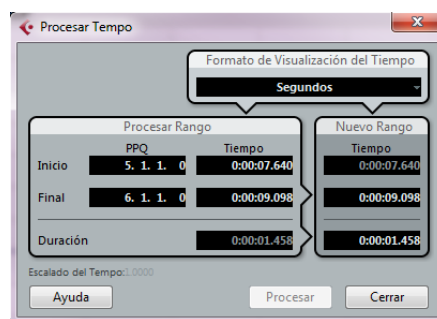 Procesar Tempo
Formato de Visualización del Tiempo
Segundos
Procesar Rango
Nuevo Rango
PPQ Tiempo Tiempo
Inicio 5. 1. 1. 0 0:00:07.640 0:00:07.640
Final 6. 1. 1. 0 0:00:09.098 0:00:09.098
Duración 0:00:01.458 0:00:01.458
Escalado del Tempo:1.0000
Ayuda Procesar Cerrar